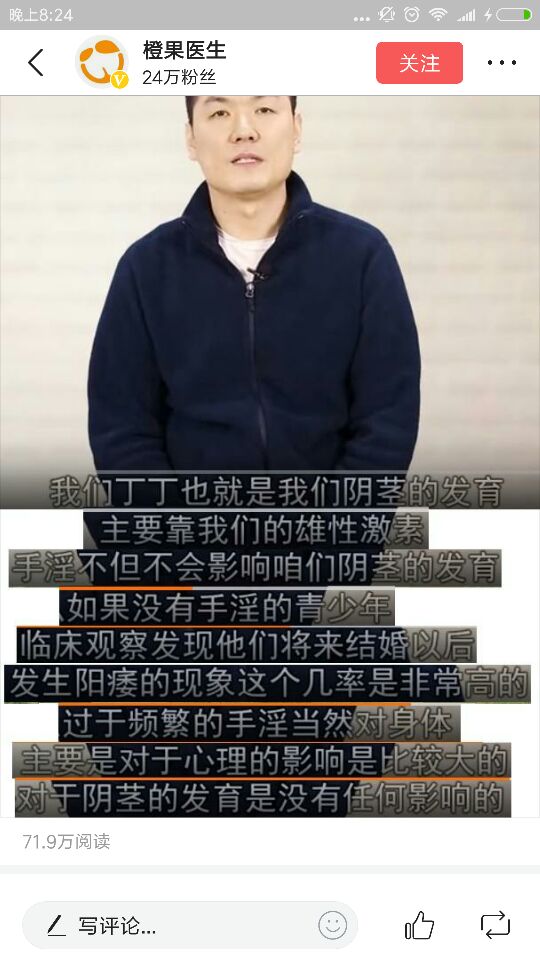 晚上8:24
橙果医生
24万粉丝
关注
我们丁丁也就是我们阴茎的发育
主要靠我们的雄性激素
手淫不但不会影响咱们阴茎的发育
如果没有手淫的青少年
临床观察发现他们将来结婚以后
发生阳痿的现象这个几率是非常高的
过于频繁的手淫当然对身体
主要是对于心理的影响是比较大的
对于阴茎的发育是没有任何影响的
71.9万阅读
写评论...